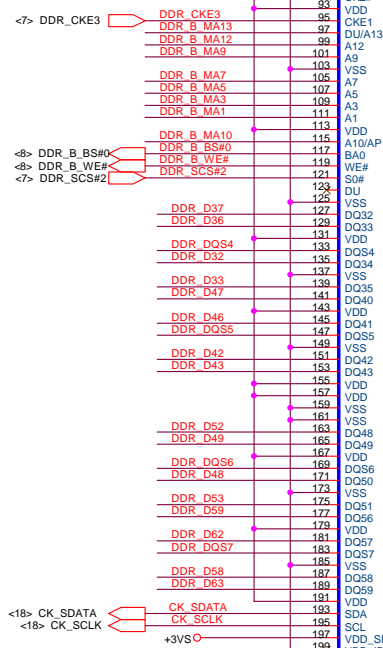 93 VDD
<7> DDR_CKE3 DDR_CKE3 95 CKE1
DDR_B_MA13 97 DU/A13
DDR_B_MA12 99 A12
DDR_B_MA9 101 A9
103 VSS
DDR_B_MA7 105 A7
DDR_B_MA5 107 A5
DDR_B_MA3 109 A3
DDR_B_MA1 111 A1
113 VDD
DDR_B_MA10 115 A10/AP
<8> DDR_B_BS#0 DDR_B_BS#0 117 BA0
<8> DDR_B_WE# DDR_B_WE# 119 WE#
<7> DDR_SCS#2 DDR_SCS#2 121 S0#
123 DU
125 VSS
DDR_D37 127 DQ32
DDR_D36 129 DQ33
131 VDD
DDR_DQS4 133 DQS4
DDR_D32 135 DQ34
137 VSS
DDR_D33 139 DQ35
DDR_D47 141 DQ40
143 VDD
DDR_D46 145 DQ41
DDR_DQS5 147 DQS5
149 VSS
DDR_D42 151 DQ42
DDR_D43 153 DQ43
155 VDD
157 VDD
159 VSS
161 VSS
DDR_D52 163 DQ48
DDR_D49 165 DQ49
167 VDD
DDR_DQS6 169 DQS6
DDR_D48 171 DQ50
173 VSS
DDR_D53 175 DQ51
DDR_D59 177 DQ56
179 VDD
DDR_D62 181 DQ57
DDR_DQS7 183 DQS7
185 VSS
DDR_D58 187 DQ58
DDR_D63 189 DQ59
191 VDD
<18> CK_SDATA CK_SDATA 193 SDA
<18> CK_SCLK CK_SCLK 195 SCL
+3VS 197
199